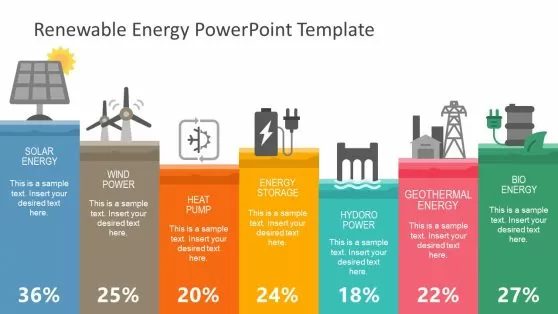 Renewable Energy PowerPoint Template
SOLAR
ENERGY
This is a sample
text. Insert your
desired text
here.
36%
WIND
POWER
This is a sample
text. Insert your
desired text
here.
25%
HEAT
PUMP
This is a sample
text. Insert your
desired text
here.
20%
ENERGY
STORAGE
This is a sample
text. Insert your
desired text
here.
24%
HYDORO
POWER
This is a sample
text. Insert your
desired text
here.
18%
GEOTHERMAL
ENERGY
This is a sample
text. Insert your
desired text
here.
22%
BIO
ENERGY
This is a sample
text. Insert your
desired text
here.
27%